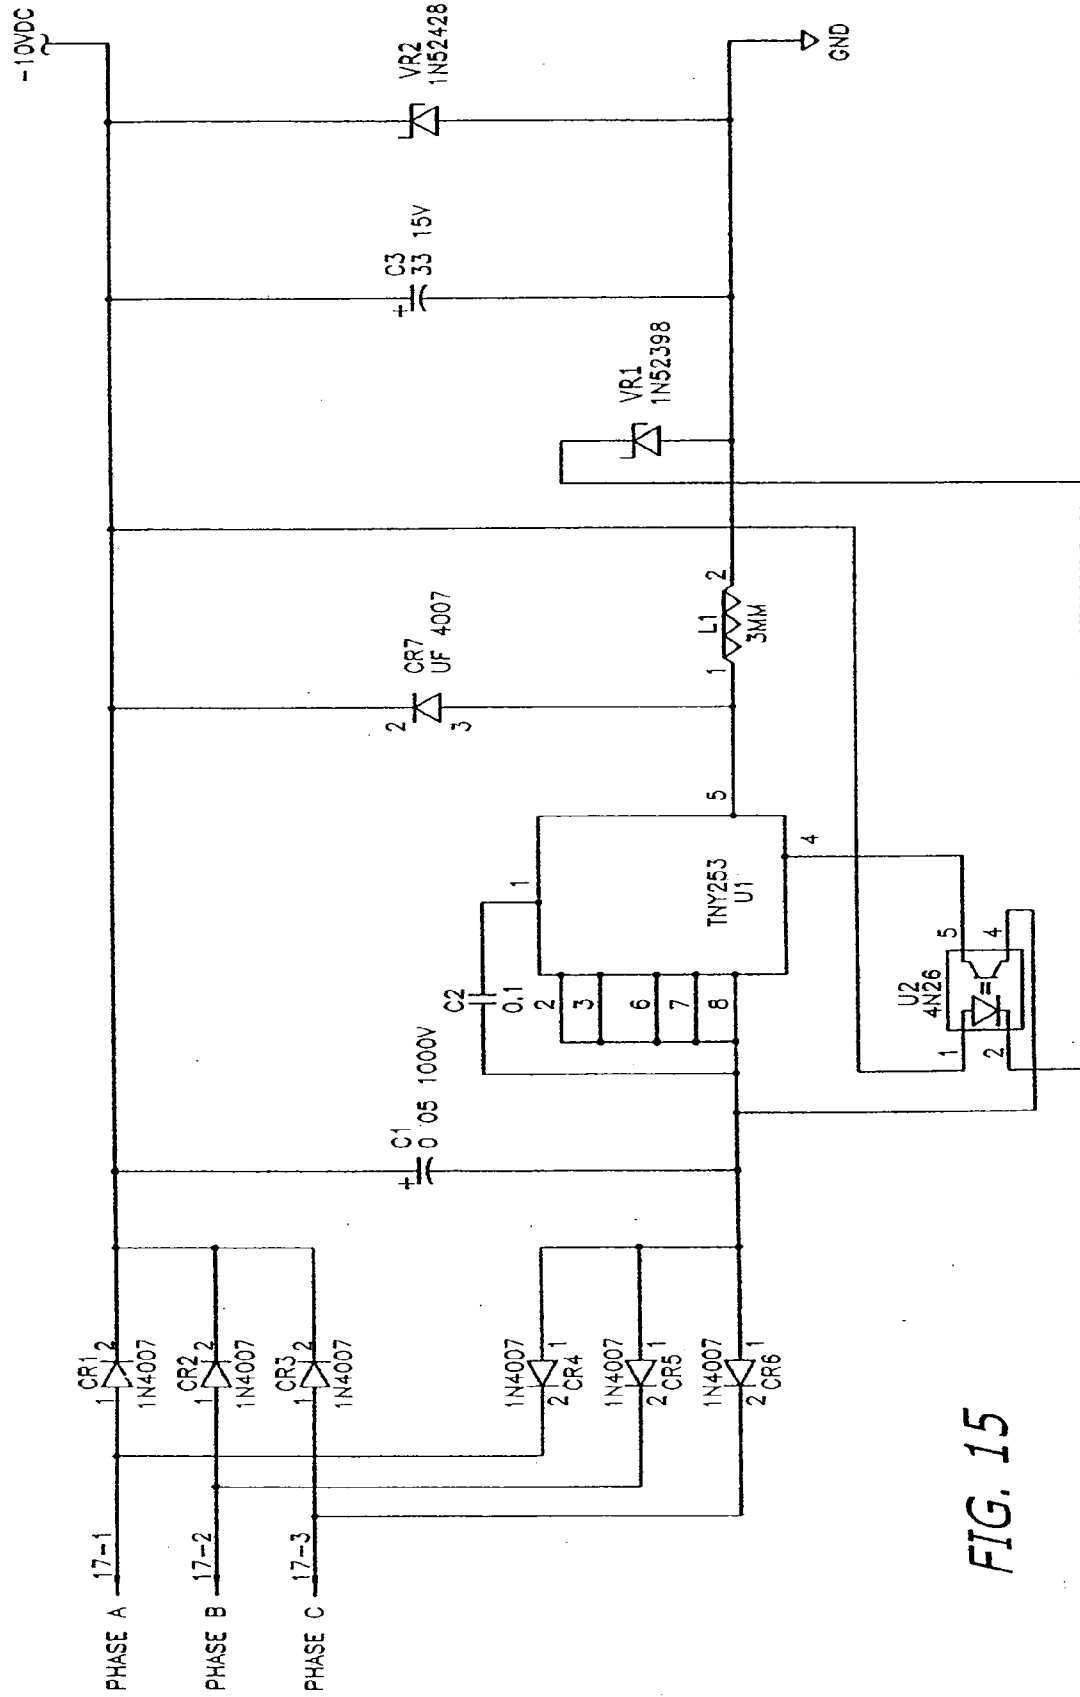 PHASE A
17-1
PHASE B
17-2
PHASE C
17-3
1 CR1 2
1N4007
1 CR2 2
1N4007
1 CR3 2
1N4007
1N4007
2 1
CR4
1N4007
2 1
CR5
1N4007
2 1
CR6
+
C1
0 05 1000V
C2
0.1
1
2
3
6
7
8
TNY253
U1
5
4
U2
4N26
1
2
5
4
2
CR7
UF 4007
3
1
L1
2
3MM
VR1
1N52398
+
C3
33 15V
VR2
1N52428
-10VDC
GND
FIG. 15